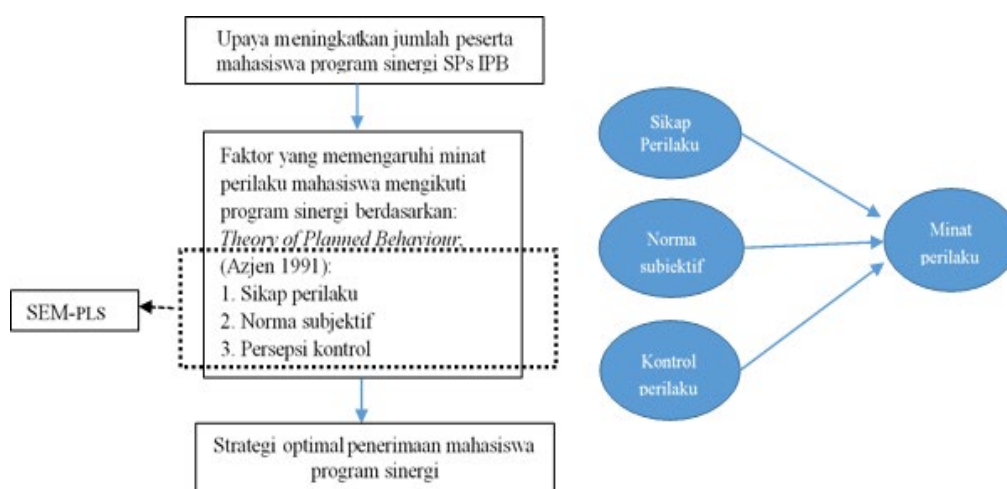 Upaya meningkatkan jumlah peserta
mahasiswa program sinergi SPs IPB
Faktor yang memengaruhi minat
perilaku mahasiswa mengikuti
program sinergi berdasarkan:
Theory of Planned Behaviour,
(Azjen 1991):
1. Sikap perilaku
2. Norma subjektif
3. Persepsi kontrol
SEM-PLS
Strategi optimal penerimaan mahasiswa
program sinergi
Sikap
Perilaku
Norma
subjektif
Kontrol
perilaku
Minat
perilaku